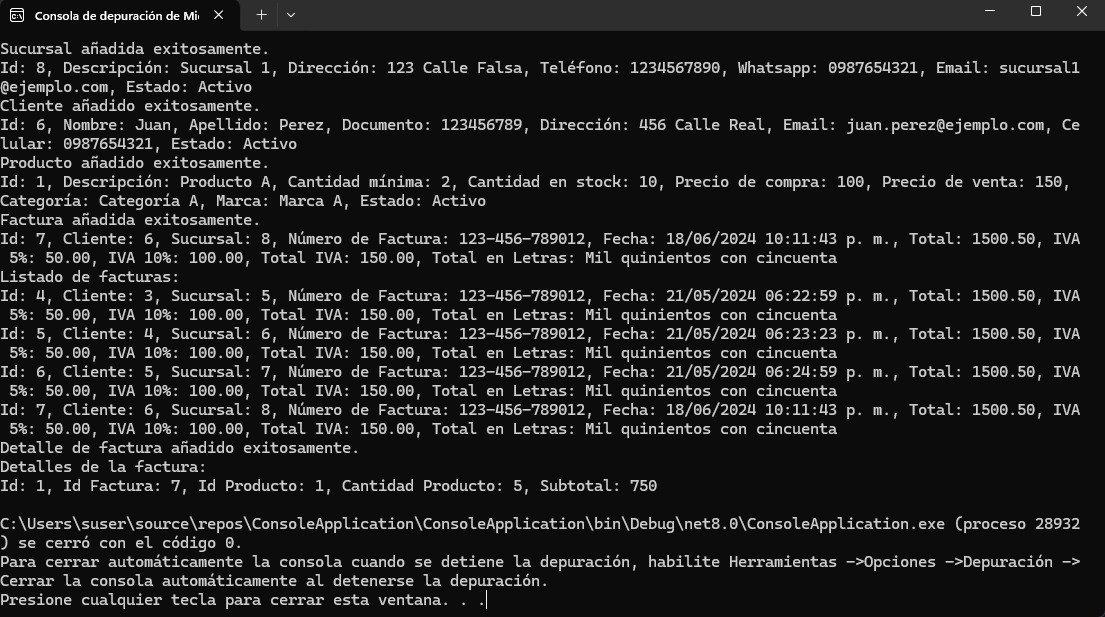 Consola de depuración de Mi
Sucursal añadida exitosamente.
Id: 8, Descripción: Sucursal 1, Dirección: 123 Calle Falsa, Teléfono: 1234567890, Whatsapp: 0987654321, Email: sucursal1
@ejemplo.com, Estado: Activo
Cliente añadido exitosamente.
Id: 6, Nombre: Juan, Apellido: Perez, Documento: 123456789, Dirección: 456 Calle Real, Email: juan.perez@ejemplo.com, Ce
lular: 0987654321, Estado: Activo
Producto añadido exitosamente.
Id: 1, Descripción: Producto A, Cantidad mínima: 2, Cantidad en stock: 10, Precio de compra: 100, Precio de venta: 150,
Categoría: Categoría A, Marca: Marca A, Estado: Activo
Factura añadida exitosamente.
Id: 7, Cliente: 6, Sucursal: 8, Número de Factura: 123-456-789012, Fecha: 18/06/2024 10:11:43 p. m., Total: 1500.50, IVA
5%: 50.00, IVA 10%: 100.00, Total IVA: 150.00, Total en Letras: Mil quinientos con cincuenta
Listado de facturas:
Id: 4, Cliente: 3, Sucursal: 5, Número de Factura: 123-456-789012, Fecha: 21/05/2024 06:22:59 p. m., Total: 1500.50, IVA
5%: 50.00, IVA 10%: 100.00, Total IVA: 150.00, Total en Letras: Mil quinientos con cincuenta
Id: 5, Cliente: 4, Sucursal: 6, Número de Factura: 123-456-789012, Fecha: 21/05/2024 06:23:23 p. m., Total: 1500.50, IVA
5%: 50.00, IVA 10%: 100.00, Total IVA: 150.00, Total en Letras: Mil quinientos con cincuenta
Id: 6, Cliente: 5, Sucursal: 7, Número de Factura: 123-456-789012, Fecha: 21/05/2024 06:24:59 p. m., Total: 1500.50, IVA
5%: 50.00, IVA 10%: 100.00, Total IVA: 150.00, Total en Letras: Mil quinientos con cincuenta
Id: 7, Cliente: 6, Sucursal: 8, Número de Factura: 123-456-789012, Fecha: 18/06/2024 10:11:43 p. m., Total: 1500.50, IVA
5%: 50.00, IVA 10%: 100.00, Total IVA: 150.00, Total en Letras: Mil quinientos con cincuenta
Detalle de factura añadido exitosamente.
Detalles de la factura:
Id: 1, Id Factura: 7, Id Producto: 1, Cantidad Producto: 5, Subtotal: 750
C:\Users\suser\source\repos\ConsoleApplication\ConsoleApplication\bin\Debug\net8.0\ConsoleApplication.exe (proceso 28932
) se cerró con el código 0.
Para cerrar automáticamente la consola cuando se detiene la depuración, habilite Herramientas ->Opciones ->Depuración ->
Cerrar la consola automáticamente al detenerse la depuración.
Presione cualquier tecla para cerrar esta ventana. . .